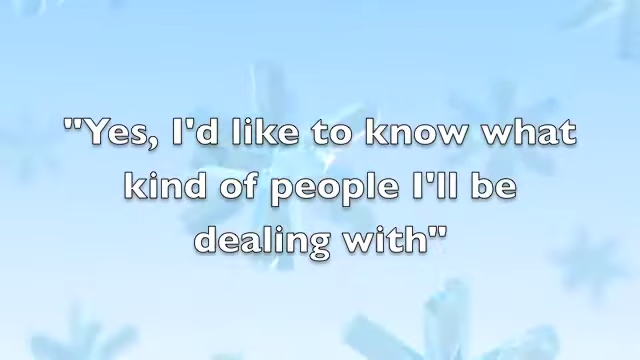 "Yes, I'd like to know what
kind of people I'll be
dealing with"